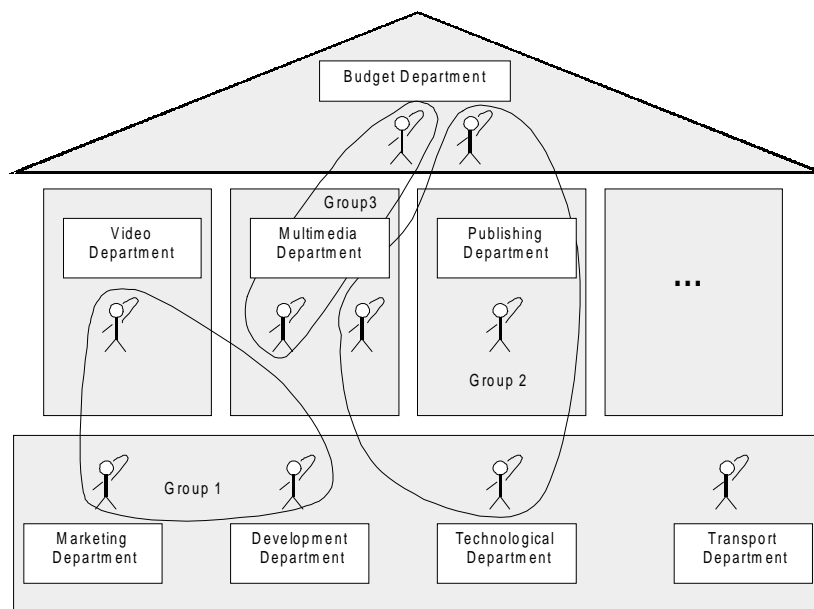 Budget Department
Group3
Video
Department
Multimedia
Department
Publishing
Department
...
Group 2
Group 1
Marketing
Department
Development
Department
Technological
Department
Transport
Department